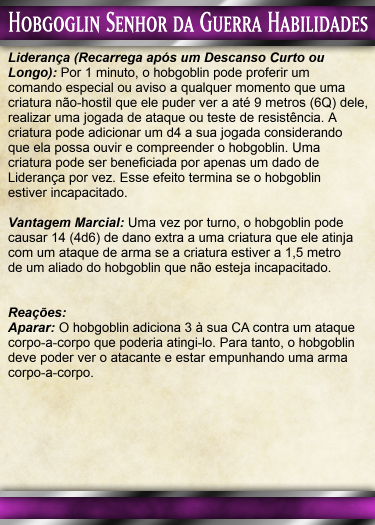 Hobgoglin Senhor da Guerra Habilidades
Liderança (Recarrega após um Descanso Curto ou
Longo): Por 1 minuto, o hobgoblin pode proferir um
comando especial ou aviso a qualquer momento que uma
criatura não-hostil que ele puder ver a até 9 metros (6Q) dele,
realizar uma jogada de ataque ou teste de resistência. A
criatura pode adicionar um d4 a sua jogada considerando
que ela possa ouvir e compreender o hobgoblin. Uma
criatura pode ser beneficiada por apenas um dado de
Liderança por vez. Esse efeito termina se o hobgoblin
estiver incapacitado.
Vantagem Marcial: Uma vez por turno, o hobgoblin pode
causar 14 (4d6) de dano extra a uma criatura que ele atinja
com um ataque de arma se a criatura estiver a 1,5 metro
de um aliado do hobgoblin que não esteja incapacitado.
Reações:
Aparar: O hobgoblin adiciona 3 à sua CA contra um ataque
corpo-a-corpo que poderia atingi-lo. Para tanto, o hobgoblin
deve poder ver o atacante e estar empunhando uma arma
corpo-a-corpo.